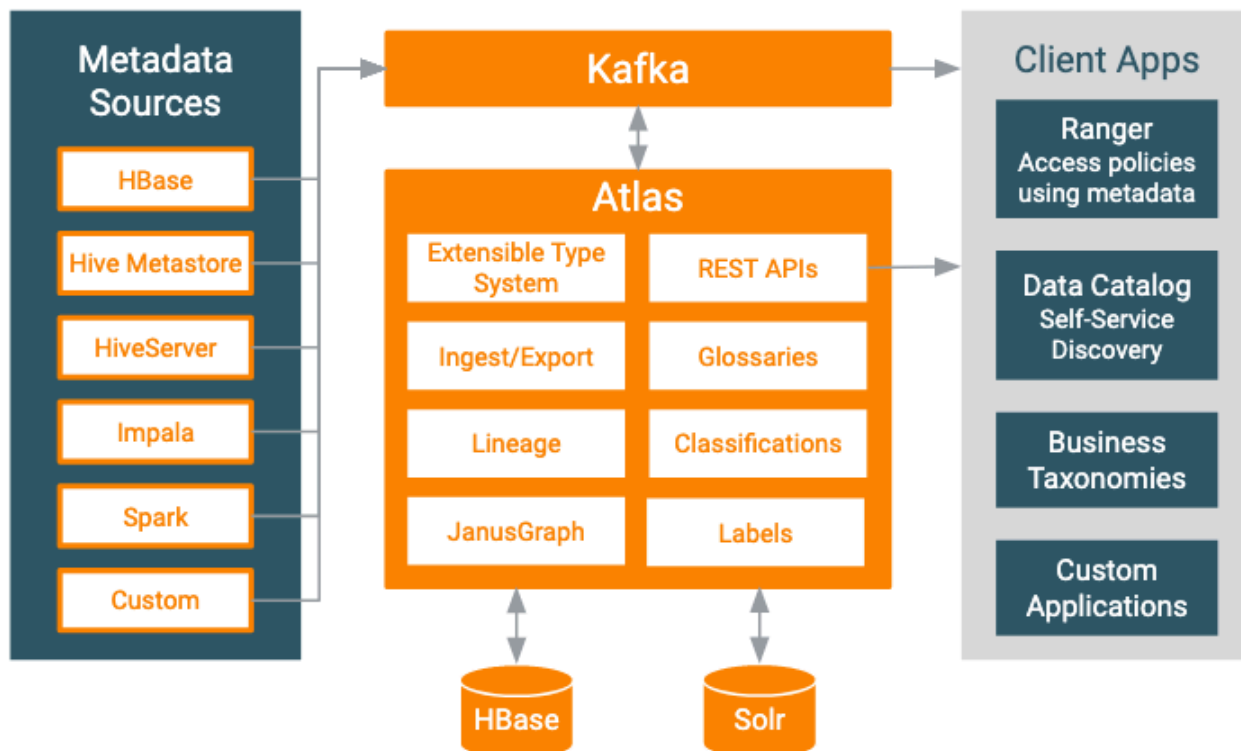 Metadata
Sources
HBase
Hive Metastore
HiveServer
Impala
Spark
Custom
Kafka
Atlas
Extensible Type
System
REST APIs
Ingest/Export
Glossaries
Lineage
Classifications
JanusGraph
Labels
HBase
Solr
Client Apps
Ranger
Access policies
using metadata
Data Catalog
Self-Service
Discovery
Business
Taxonomies
Custom
Applications